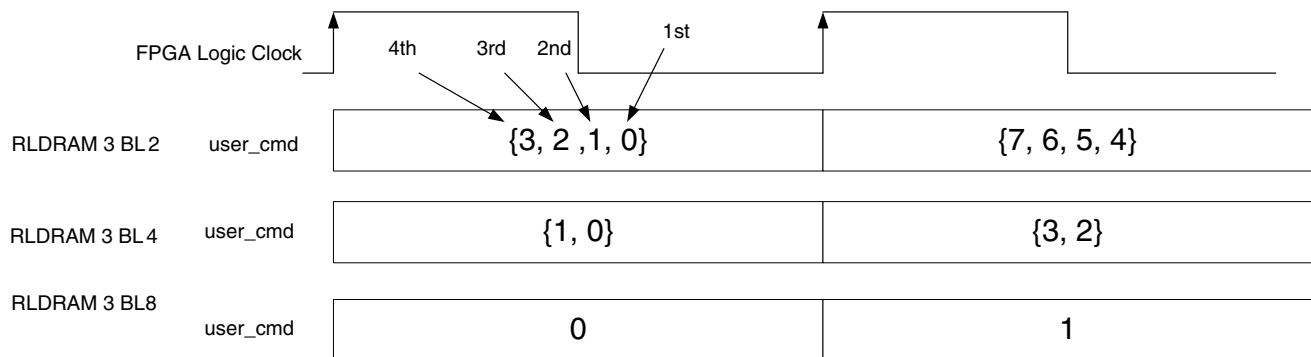 1st
4th 3rd 2nd
FPGA Logic Clock
RLDRAM 3 BL2 user_cmd {3, 2 ,1, 0} {7, 6, 5, 4}
RLDRAM 3 BL4 user_cmd {1, 0} {3, 2}
RLDRAM 3 BL8
user_cmd 0 1